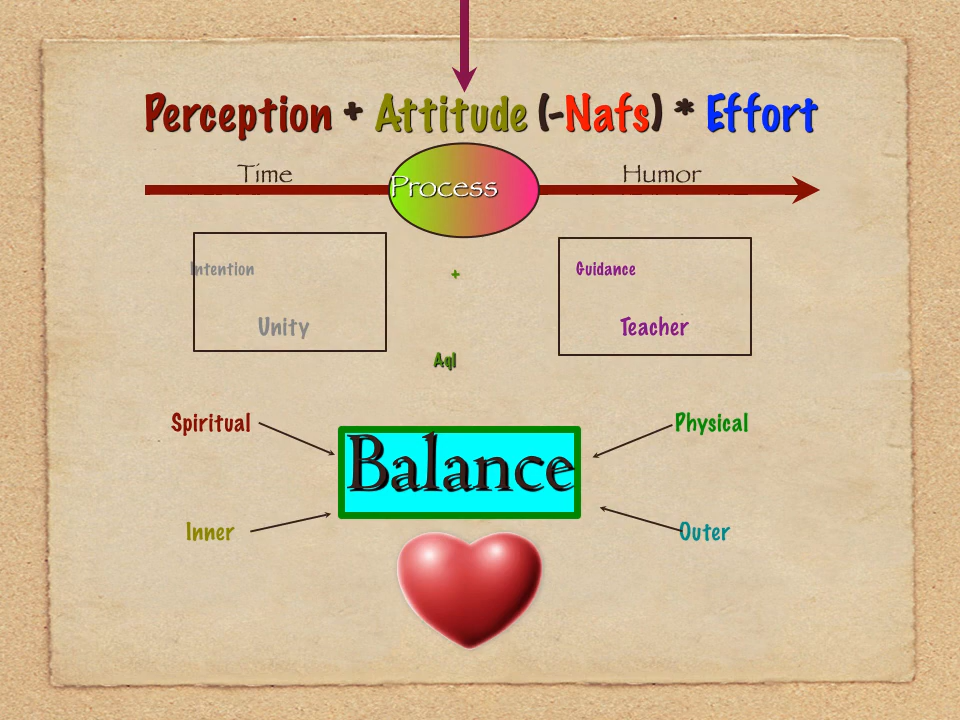 Perception + Attitude (-Nafs) * Effort
Time
Process
Humor
Intention
+
Guidance
Unity
Teacher
Aql
Spiritual
Physical
Balance
Inner
Outer